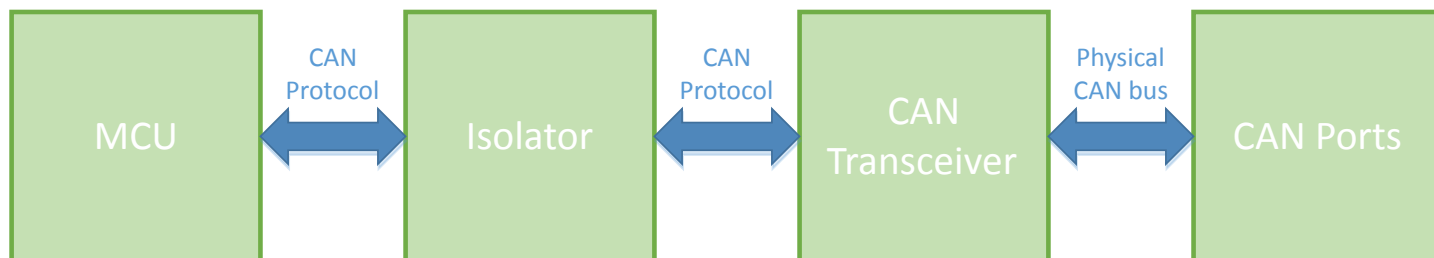 MCU
CAN
Protocol
Isolator
CAN
Protocol
CAN
Transceiver
Physical
CAN bus
CAN Ports